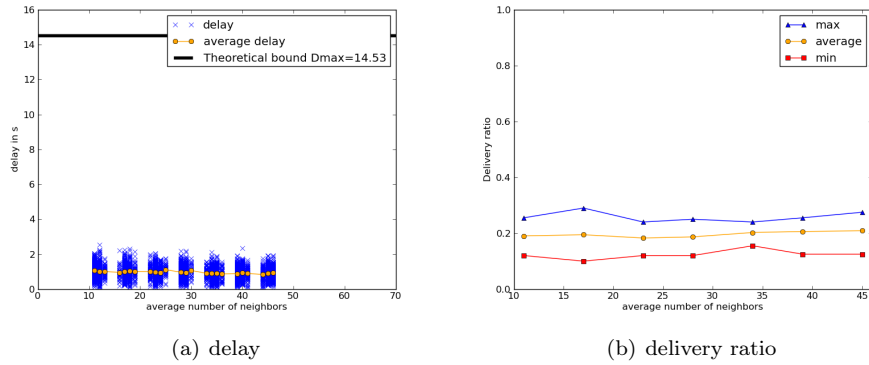 16
14
12
10
8
6
4
2
0
delay in s
delay
average delay
Theoretical bound Dmax=14.53
0 10 20 30 40 50 60 70
average number of neighbors
(a) delay
1.0
0.8
0.6
0.4
0.2
0.0
Delivery ratio
max
average
min
10 15 20 25 30 35 40 45
average number of neighbors
(b) delivery ratio